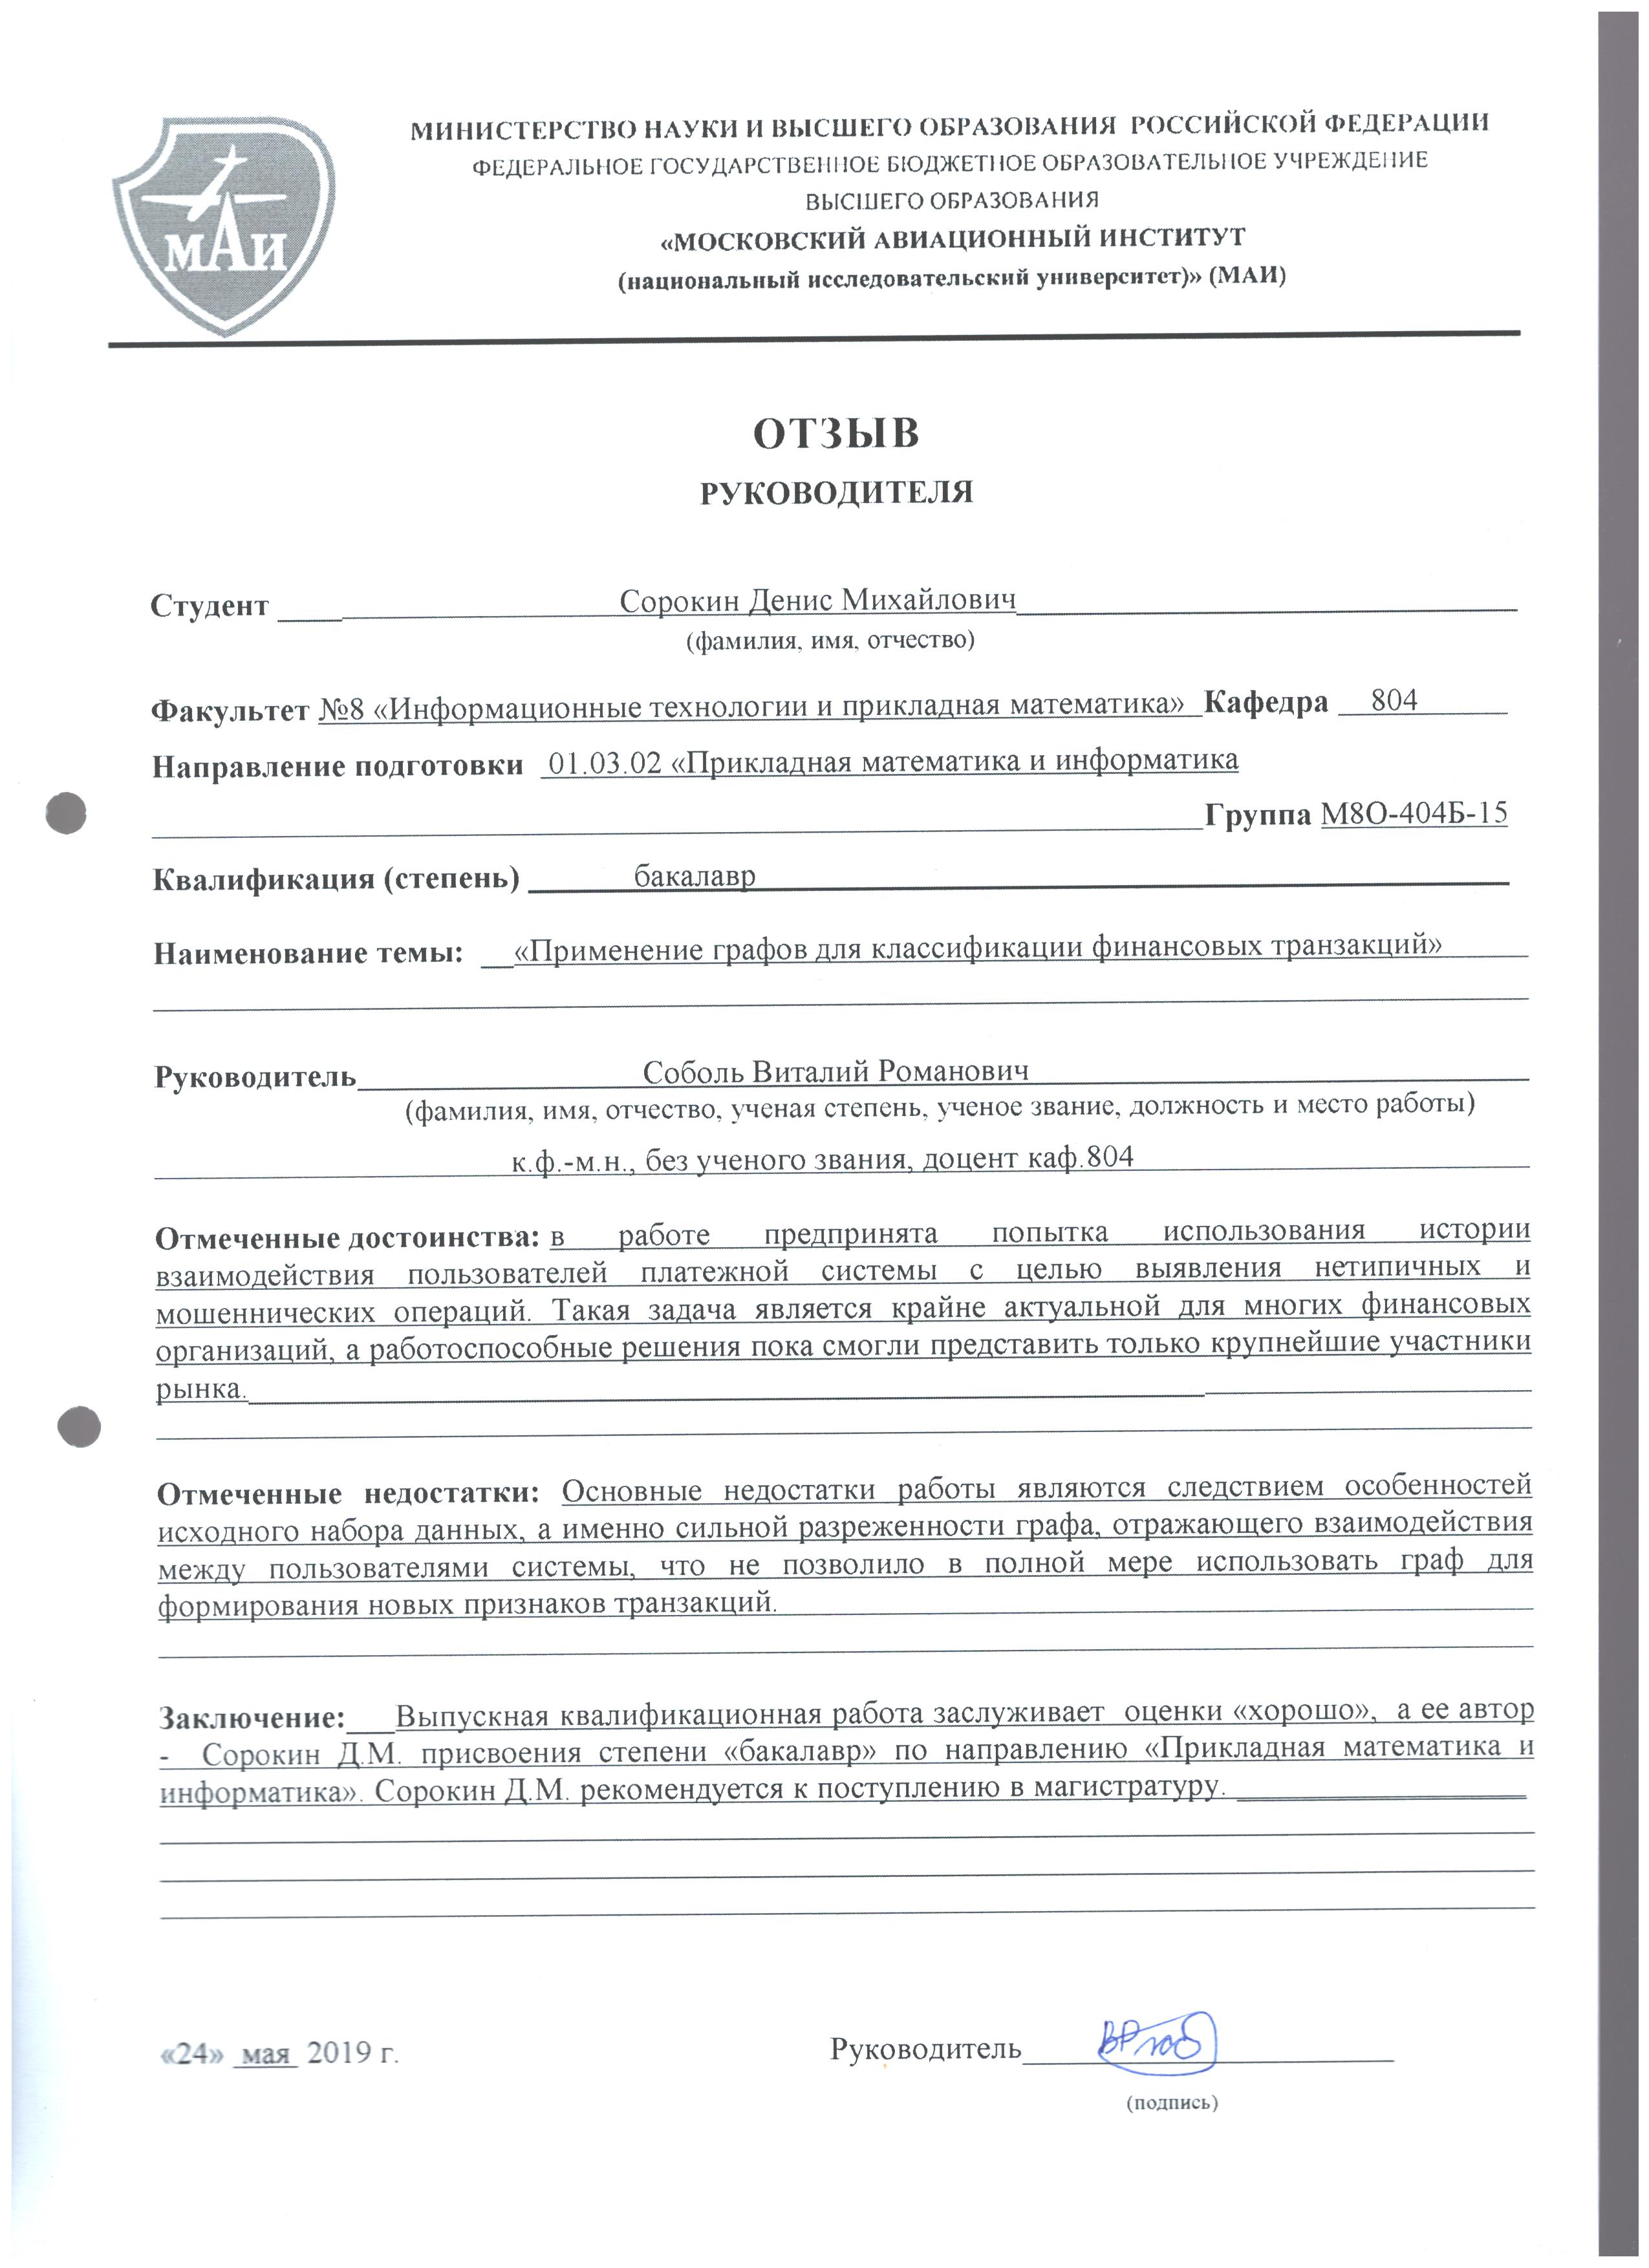 МАИ
МИНИСТЕРСТВО НАУКИ И ВЫСШЕГО ОБРАЗОВАНИЯ РОССИЙСКОЙ ФЕДЕРАЦИИ
ФЕДЕРАЛЬНОЕ ГОСУДАРСТВЕННОЕ БЮДЖЕТНОЕ ОБРАЗОВАТЕЛЬНОЕ УЧРЕЖДЕНИЕ
ВЫСШЕГО ОБРАЗОВАНИЯ
«МОСКОВСКИЙ АВИАЦИОННЫЙ ИНСТИТУТ
(национальный исследовательский университет)» (МАИ)
ОТЗЫВ
РУКОВОДИТЕЛЯ
Студент Сорокин Денис Михайлович
(фамилия, имя, отчество)
Факультет №8 «Информационные технологии и прикладная математика» Кафедра 804
Направление подготовки 01.03.02 «Прикладная математика и информатика
Группа М8О-404Б-15
Квалификация (степень) бакалавр
Наименование темы: «Применение графов для классификации финансовых транзакций»
Руководитель Соболь Виталий Романович
(фамилия, имя, отчество, ученая степень, ученое звание, должность и место работы)
к.ф.-м.н., без ученого звания, доцент каф.804
Отмеченные достоинства: в работе предпринята попытка использования истории
взаимодействия пользователей платежной системы с целью выявления нетипичных и
мошеннических операций. Такая задача является крайне актуальной для многих финансовых
организаций, а работоспособные решения пока смогли представить только крупнейшие участники
рынка.
Отмеченные недостатки: Основные недостатки работы являются следствием особенностей
исходного набора данных, а именно сильной разреженности графа, отражающего взаимодействия
между пользователями системы, что не позволило в полной мере использовать граф для
формирования новых признаков транзакций.
Заключение: Выпускная квалификационная работа заслуживает оценки «хорошо», а ее автор
- Сорокин Д.М. присвоения степени «бакалавр» по направлению «Прикладная математика и
информатика». Сорокин Д.М. рекомендуется к поступлению в магистратуру.
«24» мая 2019 г. Руководитель
(подпись)